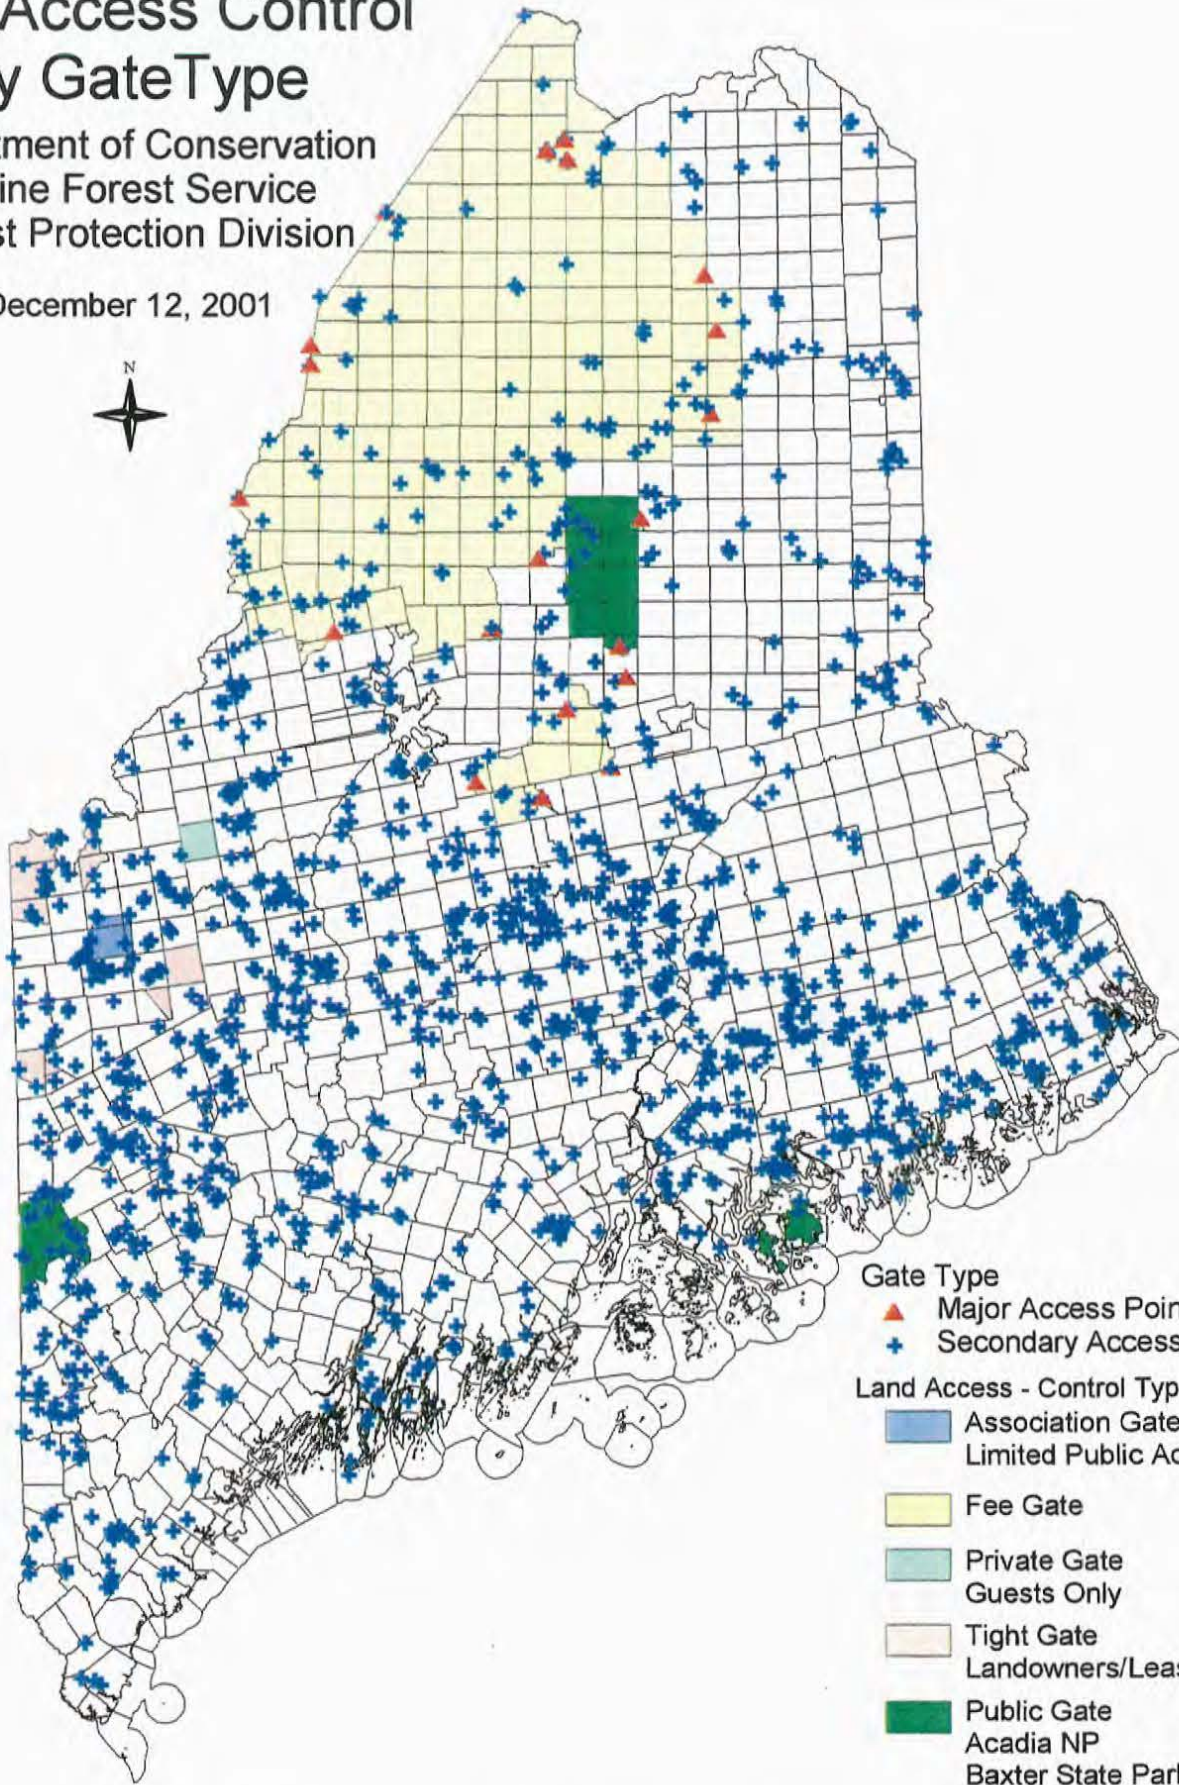 Access Control
y GateType
tment of Conservation
ine Forest Service
st Protection Division
December 12, 2001
N
Gate Type
Major Access Poin
Secondary Access
Land Access - Control Typ
Association Gate
Limited Public Ac
Fee Gate
Private Gate
Guests Only
Tight Gate
Landowners/Leas
Public Gate
Acadia NP
Baxter State Park